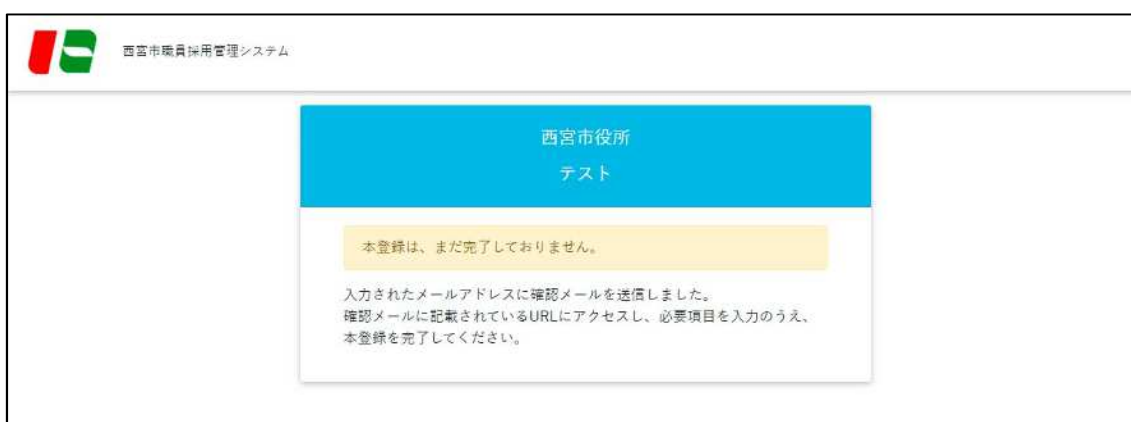 西宮市職員採用管理システム
西宮市役所
テスト
本登録は、まだ完了しておりません。
入力されたメールアドレスに確認メールを送信しました。
確認メールに記載されているURLにアクセスし、必要項目を入力のうえ、
本登録を完了してください。